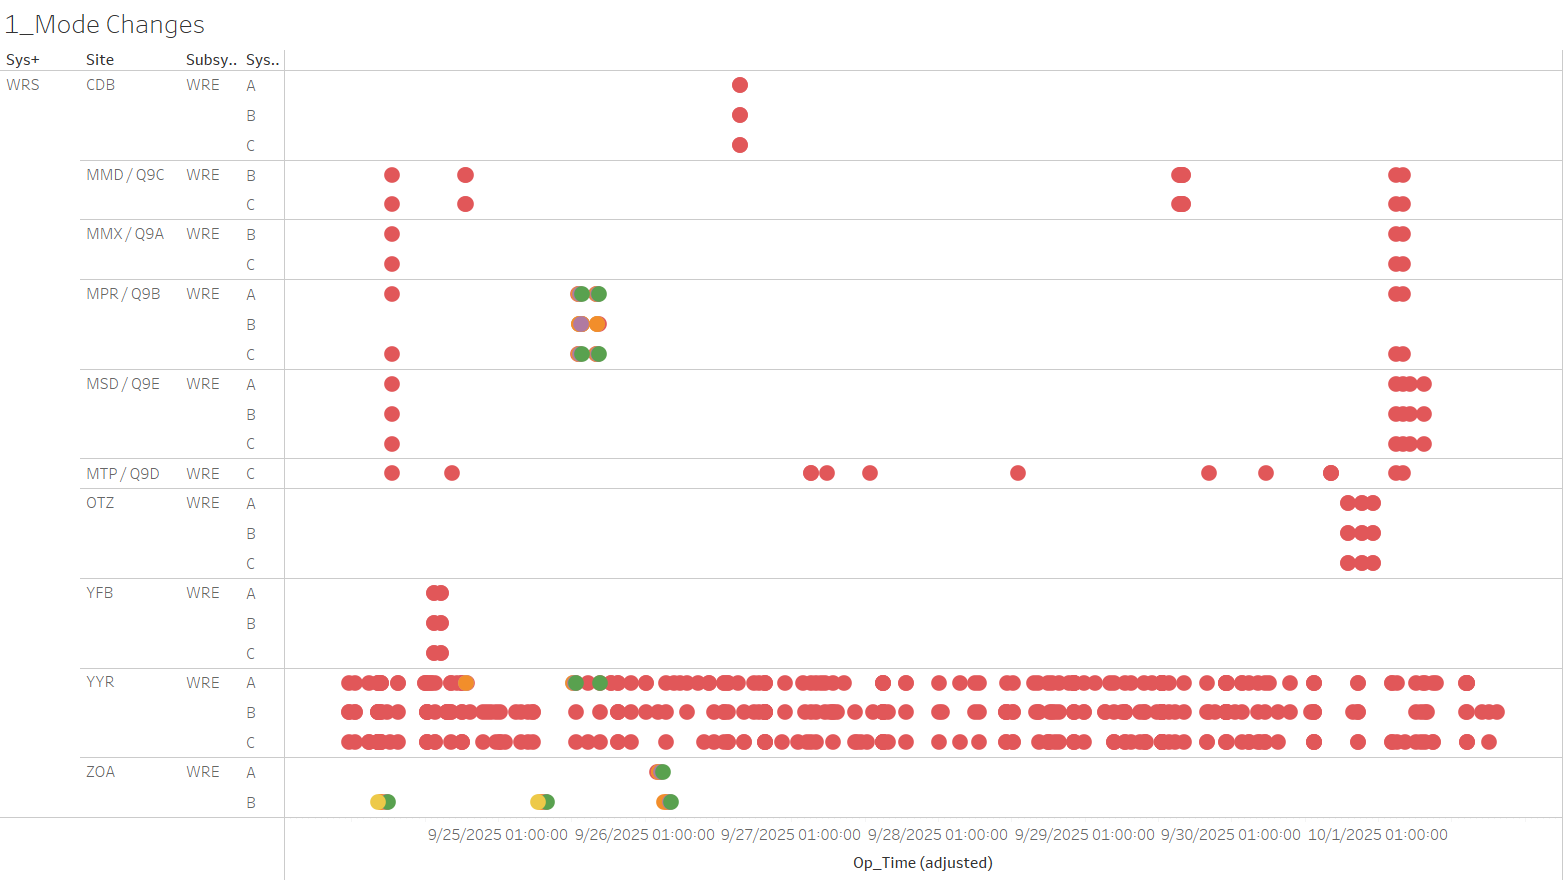 1_Mode Changes
Sys+ Site Subsy.. Sys..
WRS CDB WRE A
B
C
MMD / Q9C WRE B
C
MMX / Q9A WRE B
C
MPR / Q9B WRE A
B
C
MSD / Q9E WRE A
B
C
MTP / Q9D WRE C
OTZ WRE A
B
C
YFB WRE A
B
C
YYR WRE A
B
C
ZOA WRE A
B
9/25/2025 01:00:00 9/26/2025 01:00:00 9/27/2025 01:00:00 9/28/2025 01:00:00 9/29/2025 01:00:00 9/30/2025 01:00:00 10/1/2025 01:00:00
Op_Time (adjusted)